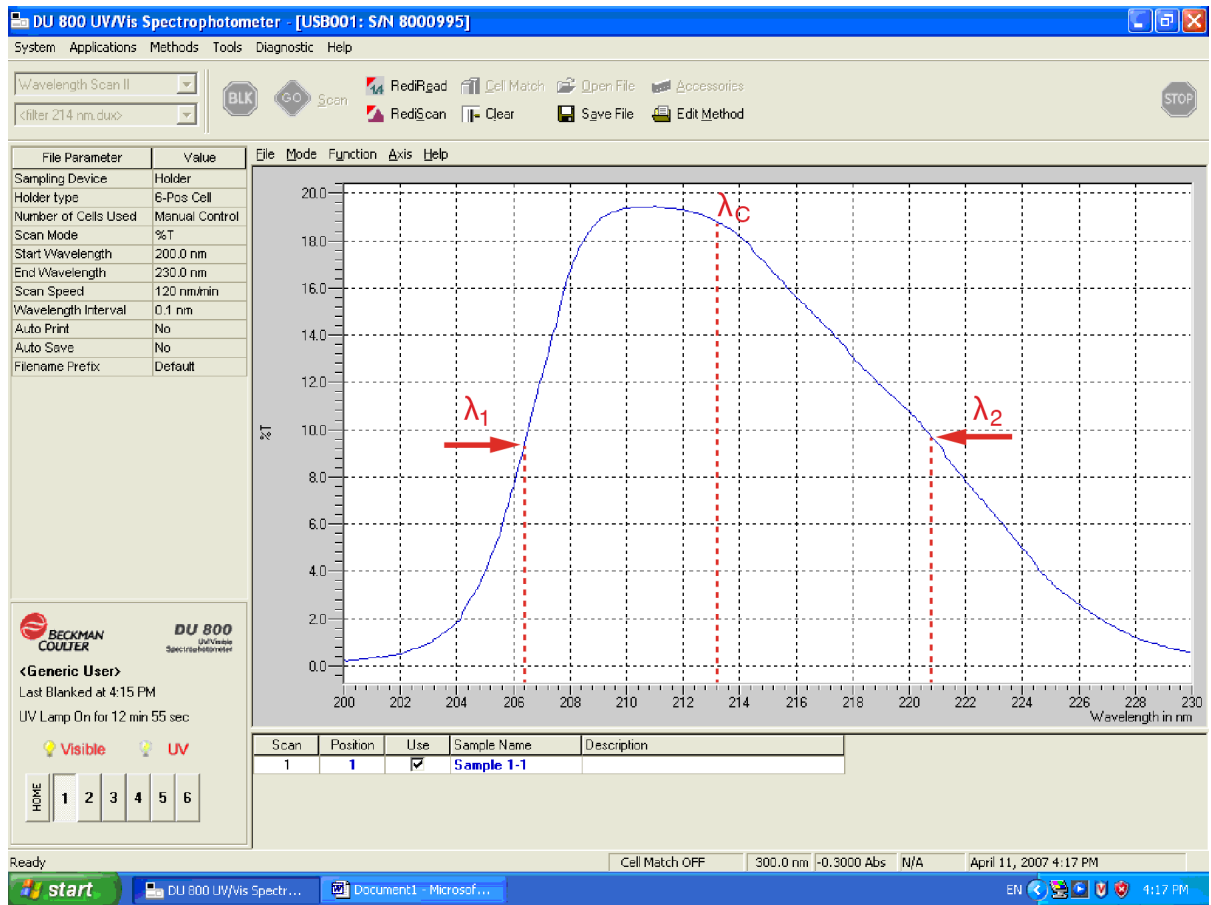 DU 800 UV/Vis Spectrophotometer - [USB001: S/N 8000995]
System Applications Methods Tools Diagnostic Help
Wavelength Scan II
<filter 214 nm.dux>
BLK
GO
Scan
RediRead Cell Match Open File Accessories
RediScan Clear Save File Edit Method
STOP
File Parameter Value
Sampling Device Holder
Holder type 6-Pos Cell
Number of Cells Used Manual Control
Scan Mode %T
Start Wavelength 200.0 nm
End Wavelength 230.0 nm
Scan Speed 120 nm/min
Wavelength Interval 0.1 nm
Auto Print No
Auto Save No
Filename Prefix Default
File Mode Function Axis Help
20.0
18.0
16.0
14.0
12.0
10.0
8.0
6.0
4.0
2.0
0.0
%T
λC
λ1
λ2
200 202 204 206 208 210 212 214 216 218 220 222 224 226 228 230
Wavelength in nm
BECKMAN
COULTER
DU 800
UV/Visible
Spectrophotometer
<Generic User>
Last Blanked at 4:15 PM
UV Lamp On for 12 min 55 sec
Visible UV
HOME 1 2 3 4 5 6
Scan Position Use Sample Name Description
1 1 Sample 1-1
Ready Cell Match OFF 300.0 nm -0.3000 Abs N/A April 11, 2007 4:17 PM
start DU 800 UV/Vis Spectr... Document1 - Microsof... EN 4:17 PM